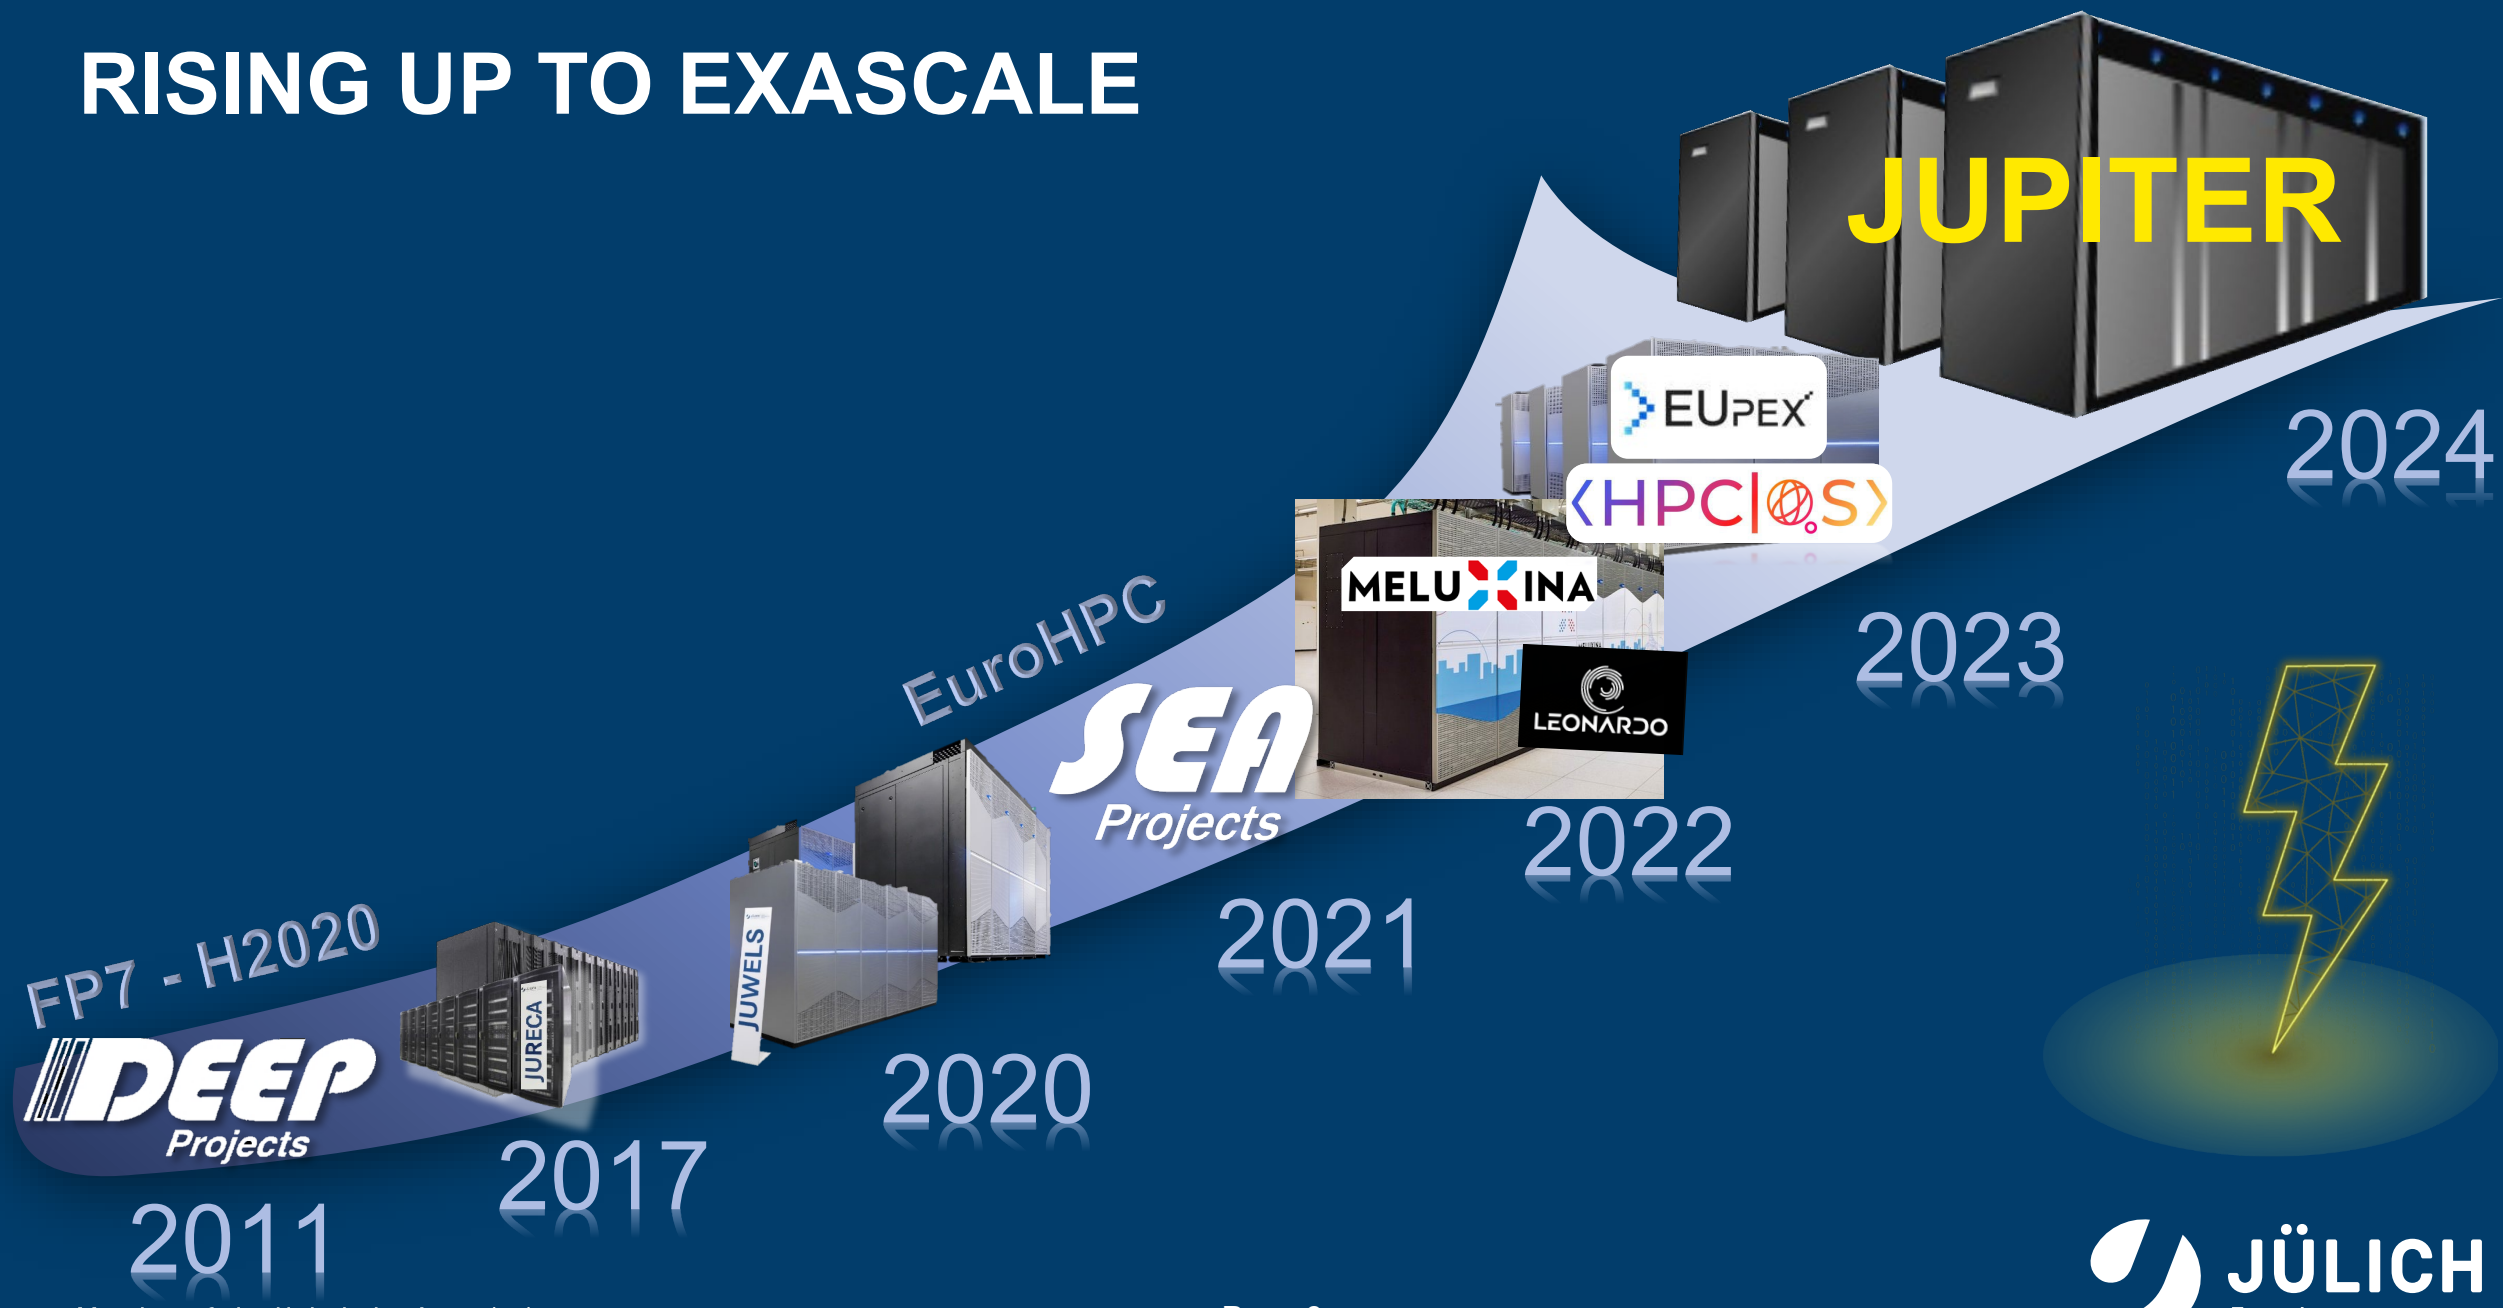 RISING UP TO EXASCALE
JUPITER
2024
EUPEX
<HPC|QS>
2023
MELUXINA
LEONARDO
2022
EuroHPC
SEA
Projects
2021
JUWELS
2020
FP7 - H2020
JURECA
2017
DEEP
Projects
2011
JÜLICH